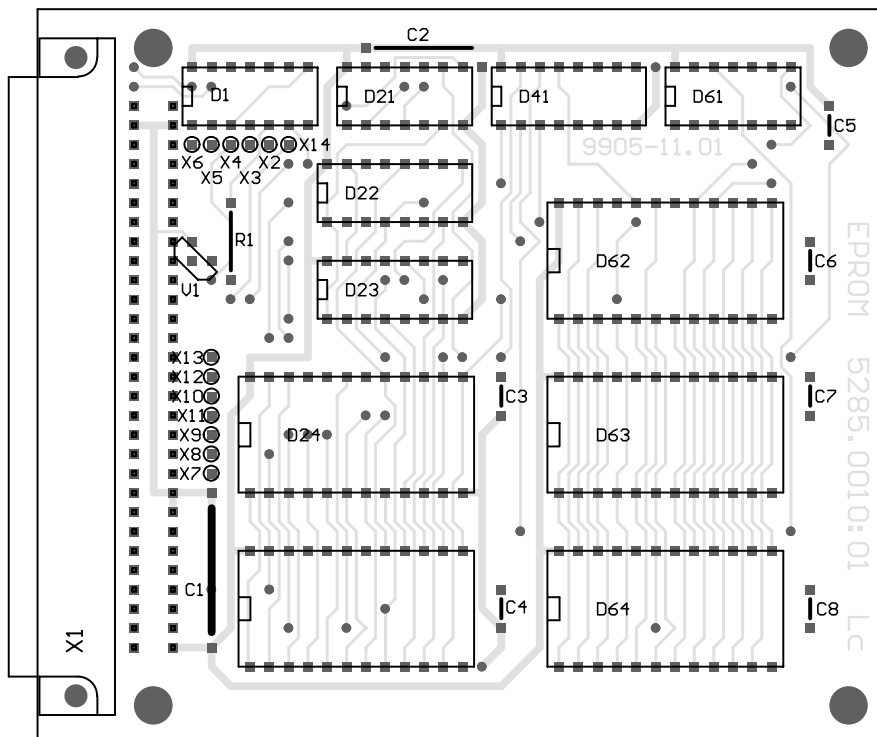 C2
D1
D21
D41
D61
C5
X14
X6
X4
X2
X5
X3
9905-11.01
D22
R1
D62
C6
V1
D23
EPROM 5285.0010:01 Lc
X13
X12
X10
C3
C7
X11
X9
D24
D63
X8
X7
C1
C4
D64
C8
X1